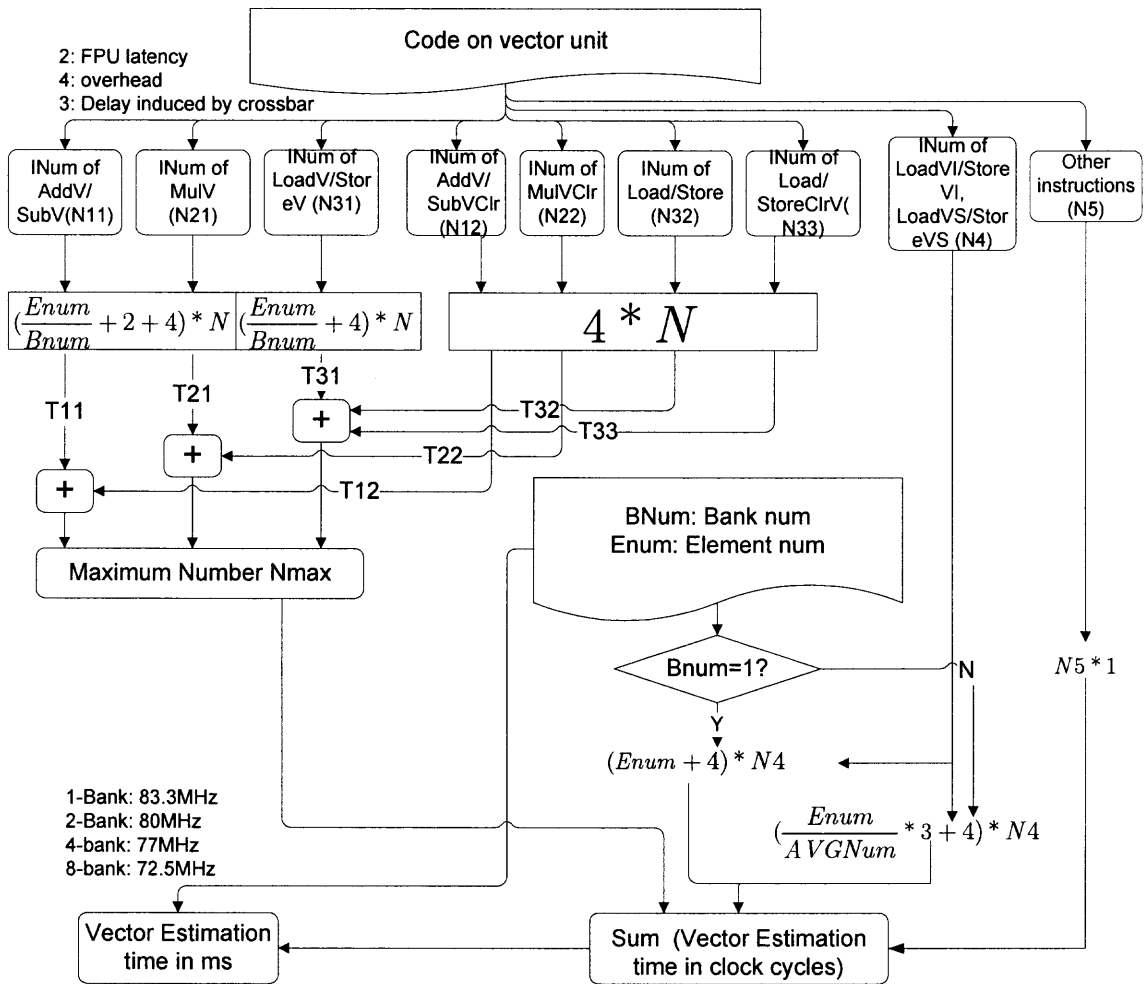 Code on vector unit
2: FPU latency
4: overhead
3: Delay induced by crossbar
INum of
AddV/
SubV(N11)
INum of
MulV
(N21)
INum of
LoadV/Stor
eV (N31)
INum of
AddV/
SubVClr
(N12)
INum of
MulVClr
(N22)
INum of
Load/Store
(N32)
INum of
Load/
StoreClrV(
N33)
INum of
LoadVI/Store
VI,
LoadVS/Stor
eVS (N4)
Other
instructions
(N5)
(Enum/Bnum + 2 + 4) * N
(Enum/Bnum + 4) * N
4 * N
T11
T21
T31
T32
T33
T22
T12
+
+
+
Maximum Number Nmax
BNum: Bank num
Enum: Element num
Bnum=1?
N
Y
N5 * 1
(Enum + 4) * N4
(Enum/AVGNum * 3 + 4) * N4
1-Bank: 83.3MHz
2-Bank: 80MHz
4-bank: 77MHz
8-bank: 72.5MHz
Vector Estimation
time in ms
Sum (Vector Estimation
time in clock cycles)